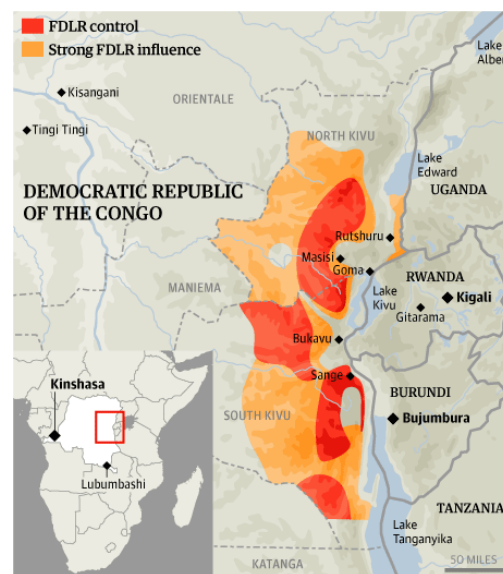 FDLR control
Strong FDLR influence
Lake
Albe
Kisangani
ORIENTALE
Tingi Tingi
NORTH KIVU
Lake
Edward
UGANDA
DEMOCRATIC REPUBLIC
OF THE CONGO
Rutshuru
Masisi
Goma
RWANDA
MANIEMA
Lake
Kivu
Kigali
Gitarama
Bukavu
Sange
Kinshasa
BURUNDI
SOUTH KIVU
Bujumbura
Lubumbashi
TANZANIA
Lake
Tanganyika
KATANGA
50 MILES